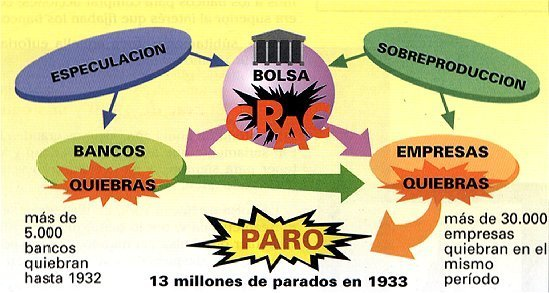 ESPECULACION
SOBREPRODUCCION
BOLSA
CRAC
BANCOS
QUIEBRAS
EMPRESAS
QUIEBRAS
más de
5.000
bancos
quiebran
hasta 1932
PARO
13 millones de parados en 1933
más de 30.000
empresas
quiebran en el
mismo
período